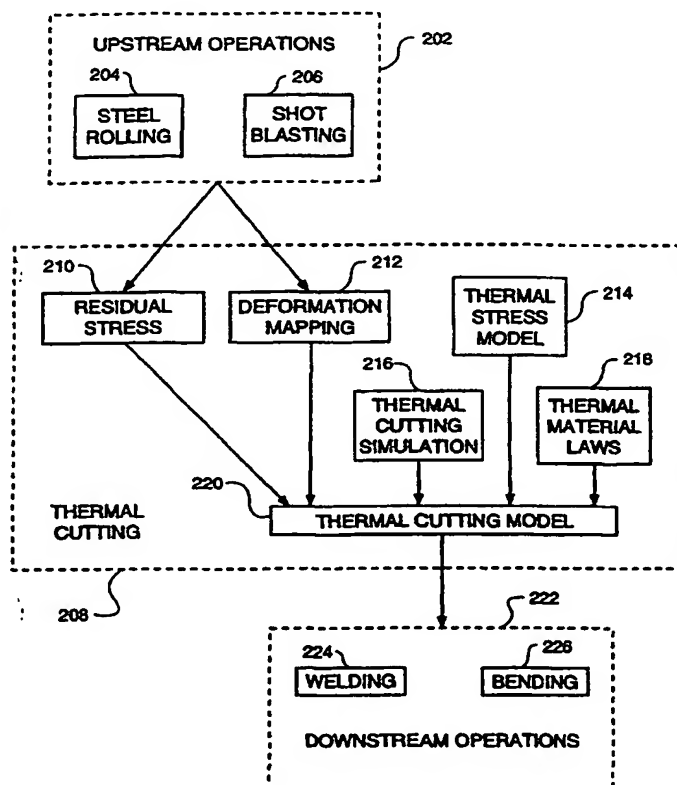 UPSTREAM OPERATIONS
202
204
206
STEEL
ROLLING
SHOT
BLASTING
210
212
RESIDUAL
STRESS
DEFORMATION
MAPPING
THERMAL
STRESS
MODEL
214
216
218
THERMAL
CUTTING
SIMULATION
THERMAL
MATERIAL
LAWS
220
THERMAL
CUTTING
THERMAL CUTTING MODEL
208
222
224
226
WELDING
BENDING
DOWNSTREAM OPERATIONS